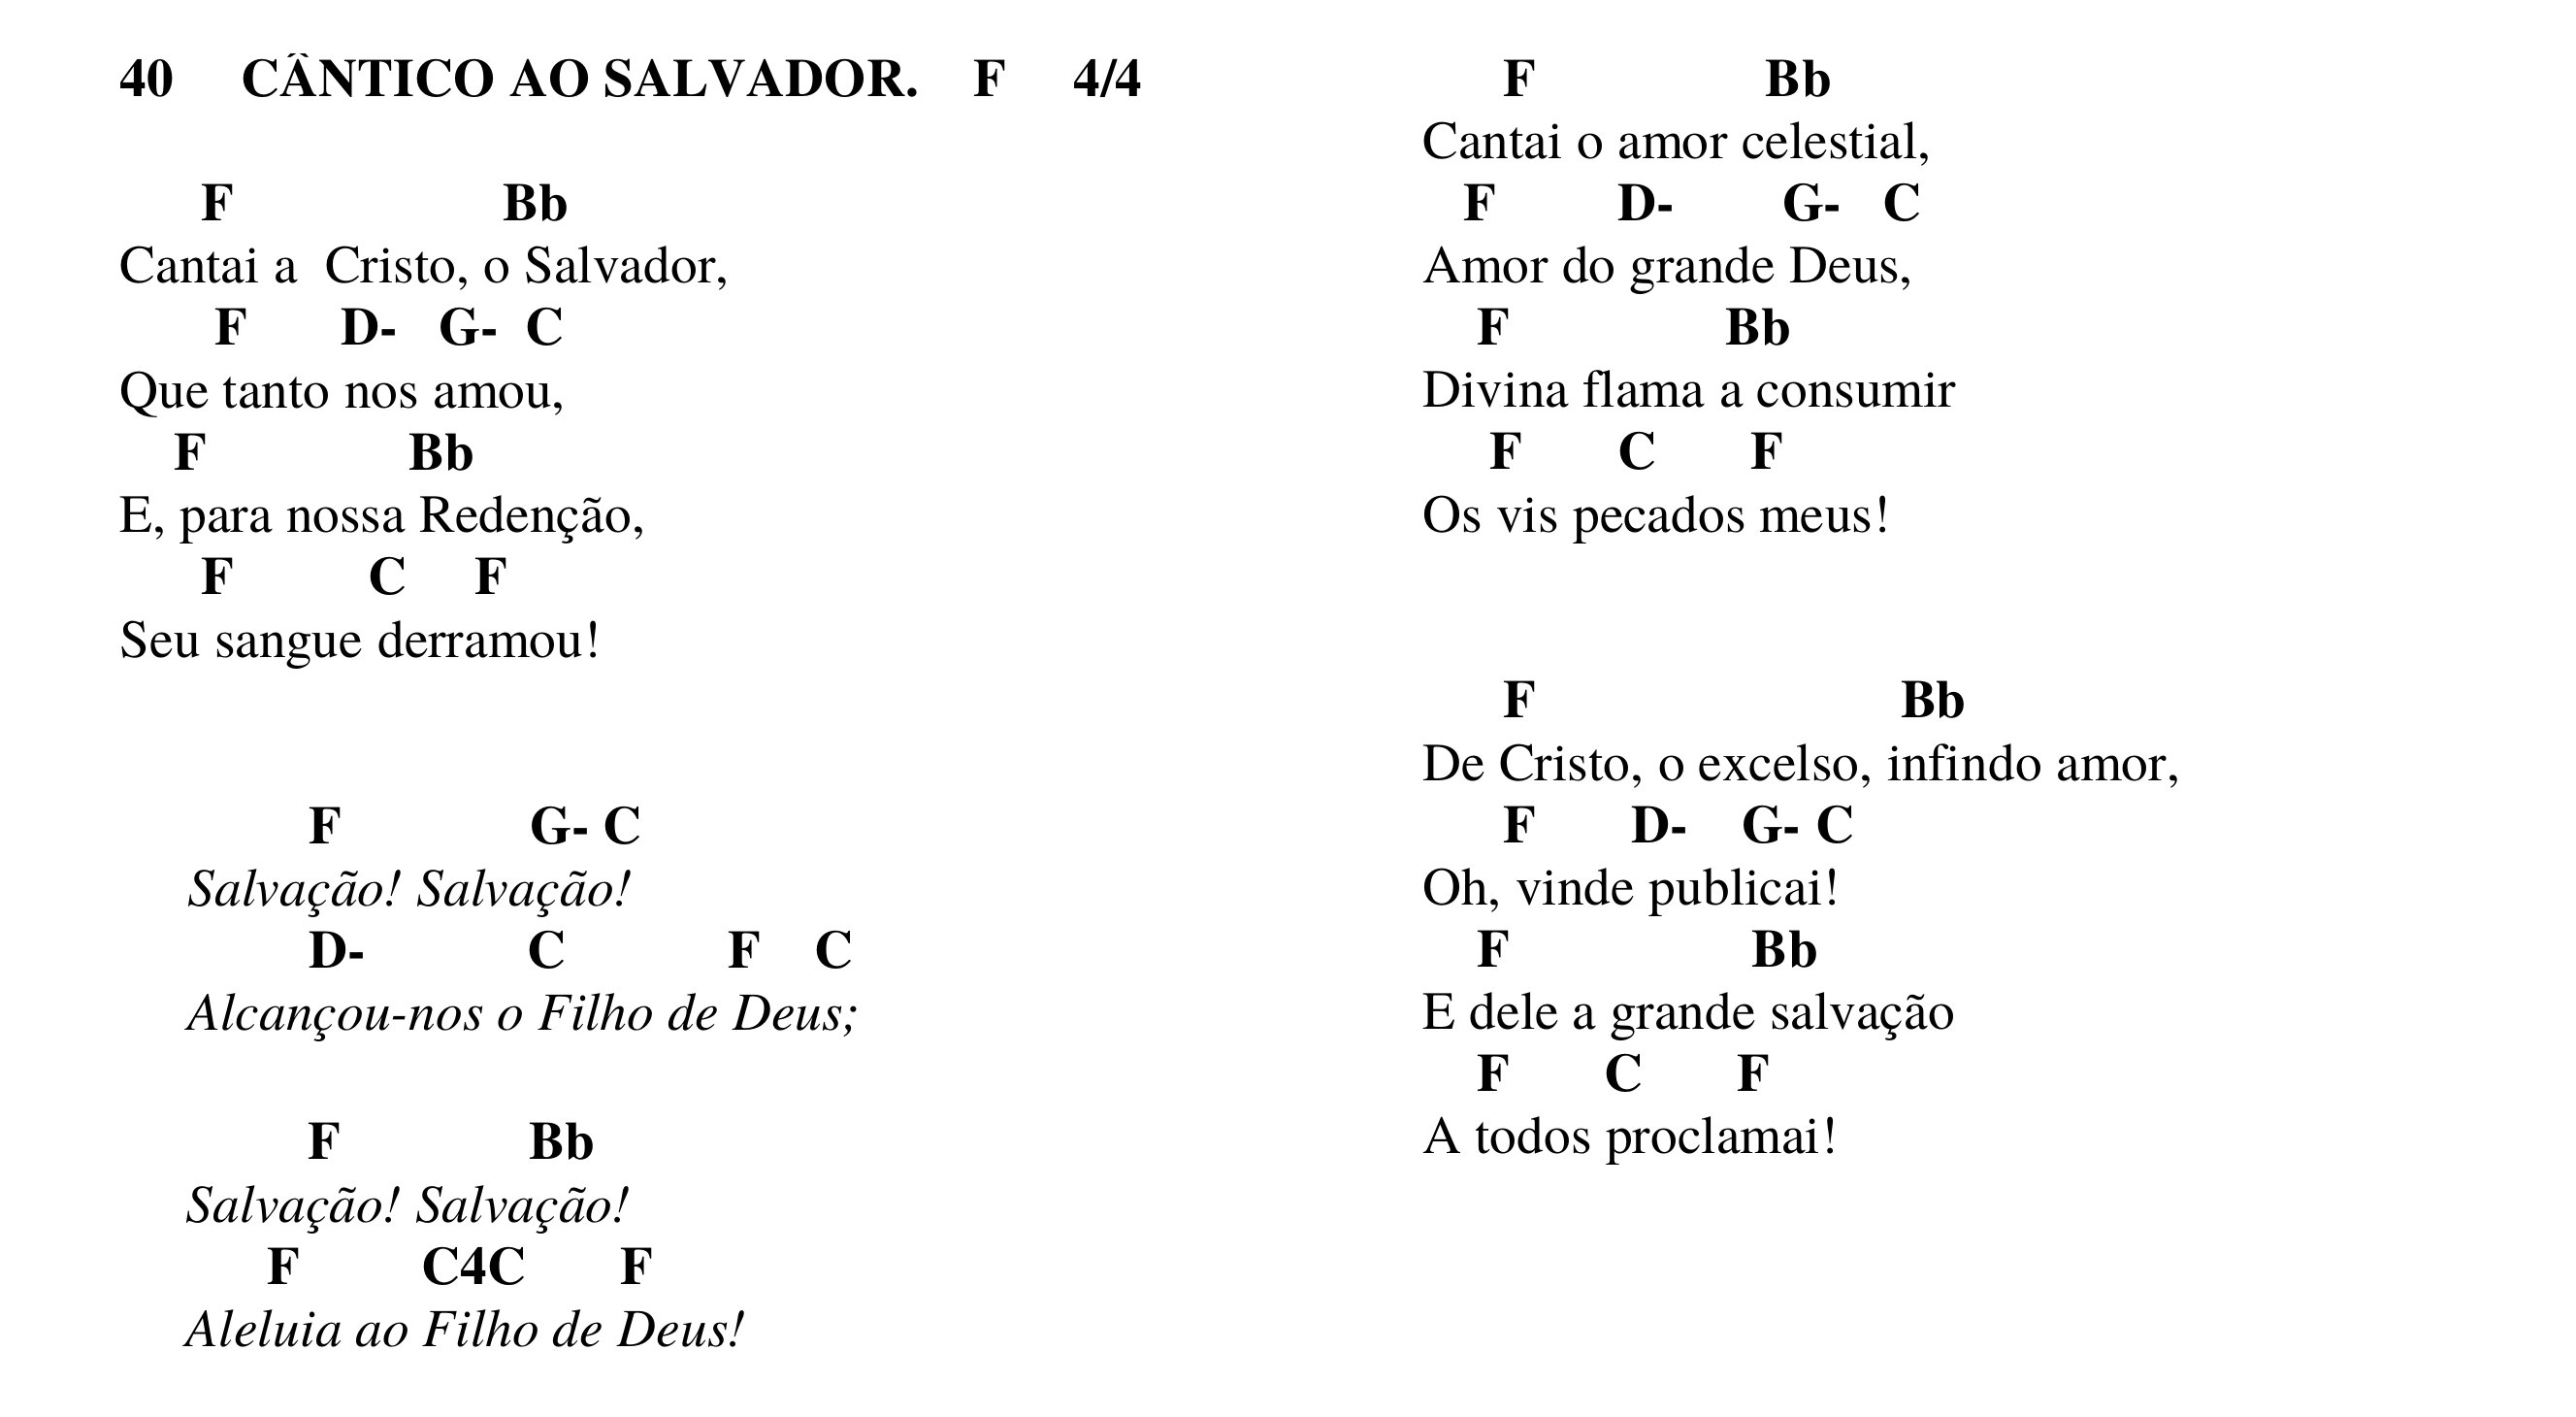 40 CÂNTICO AO SALVADOR. F 4/4
F Bb
Cantai a Cristo, o Salvador,
F D- G- C
Que tanto nos amou,
F Bb
E, para nossa Redenção,
F C F
Seu sangue derramou!
F G- C
Salvação! Salvação!
D- C F C
Alcançou-nos o Filho de Deus;
F Bb
Salvação! Salvação!
F C4C F
Aleluia ao Filho de Deus!
F Bb
Cantai o amor celestial,
F D- G- C
Amor do grande Deus,
F Bb
Divina flama a consumir
F C F
Os vis pecados meus!
F Bb
De Cristo, o excelso, infindo amor,
F D- G- C
Oh, vinde publicai!
F Bb
E dele a grande salvação
F C F
A todos proclamai!